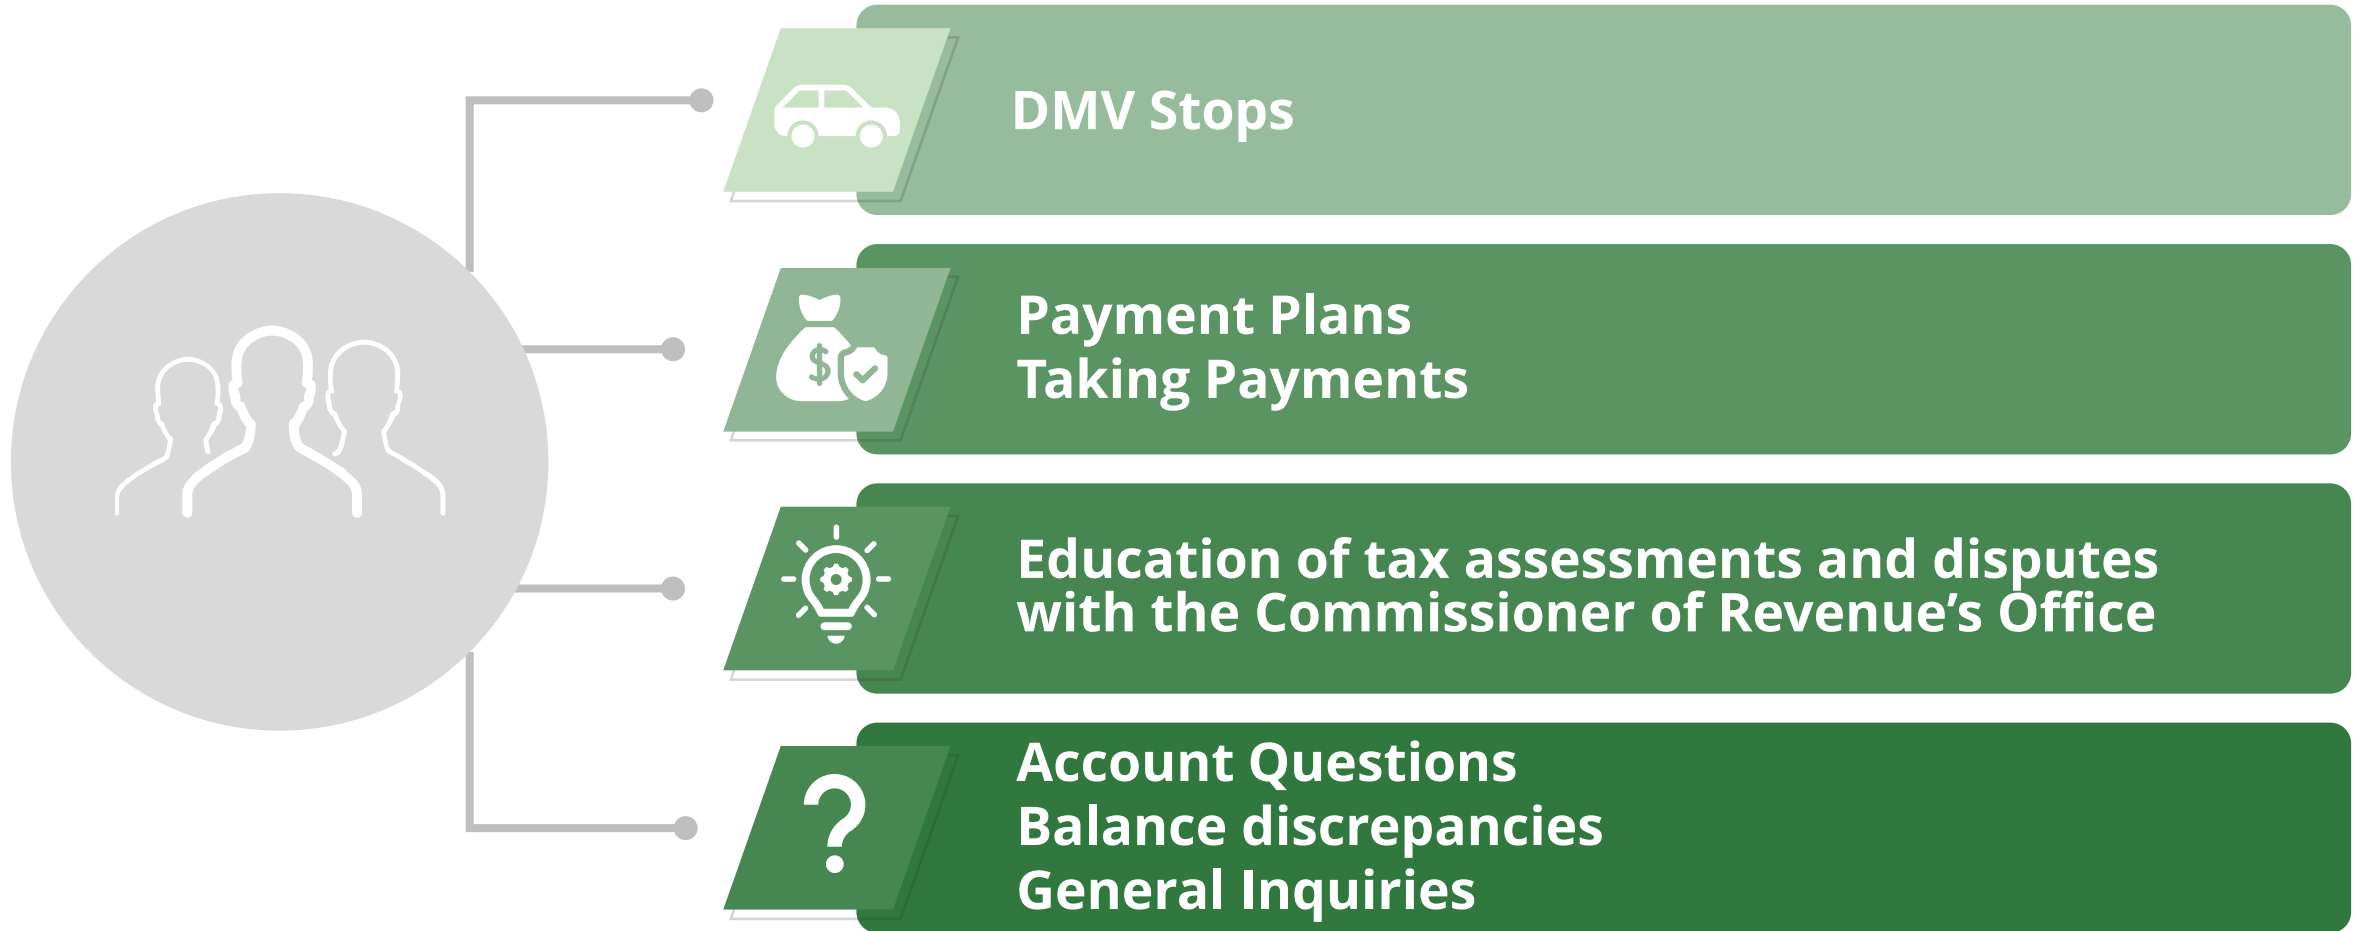 DMV Stops
Payment Plans
Taking Payments
Education of tax assessments and disputes
with the Commissioner of Revenue’s Office
Account Questions
Balance discrepancies
General Inquiries